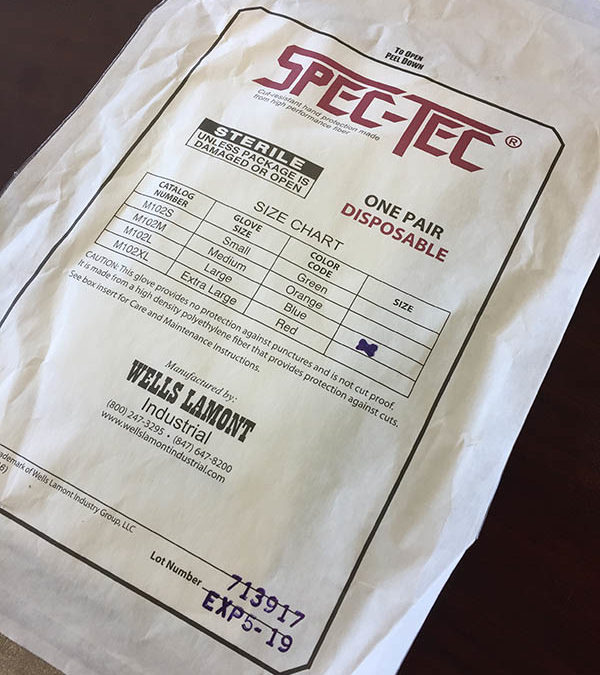 TO OPEN
PEEL DOWN
SPEC-TEC®
Cut-resistant hand protection made
from high performance fiber
STERILE
UNLESS PACKAGE IS
DAMAGED OR OPEN
ONE PAIR
DISPOSABLE
SIZE CHART
CATALOG NUMBER GLOVE SIZE COLOR CODE SIZE
M102S Small Green
M102M Medium Orange
M102L Large Blue
M102XL Extra Large Red
CAUTION: This glove provides no protection against punctures and is not cut proof.
It is made from a high density polyethylene fiber that provides protection against cuts.
See box insert for Care and Maintenance Instructions.
Manufactured by:
WELLS LAMONT
Industrial
(800) 247-3295 • (847) 647-8200
www.wellslamontindustrial.com
of Wells Lamont Industry Group, LLC
Lot Number 713917
EXP5-19